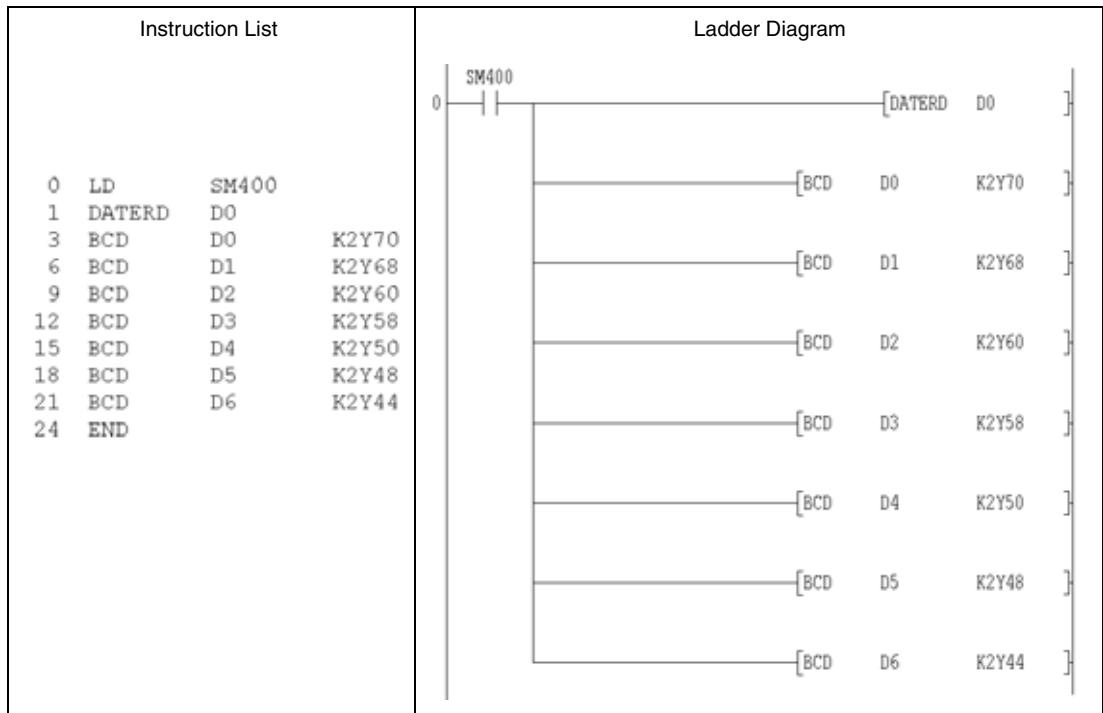 Instruction List
0 LD SM400
1 DATERD D0
3 BCD D0 K2Y70
6 BCD D1 K2Y68
9 BCD D2 K2Y60
12 BCD D3 K2Y58
15 BCD D4 K2Y50
18 BCD D5 K2Y48
21 BCD D6 K2Y44
24 END
Ladder Diagram
SM400
0 [DATERD D0 ]
[BCD D0 K2Y70 ]
[BCD D1 K2Y68 ]
[BCD D2 K2Y60 ]
[BCD D3 K2Y58 ]
[BCD D4 K2Y50 ]
[BCD D5 K2Y48 ]
[BCD D6 K2Y44 ]